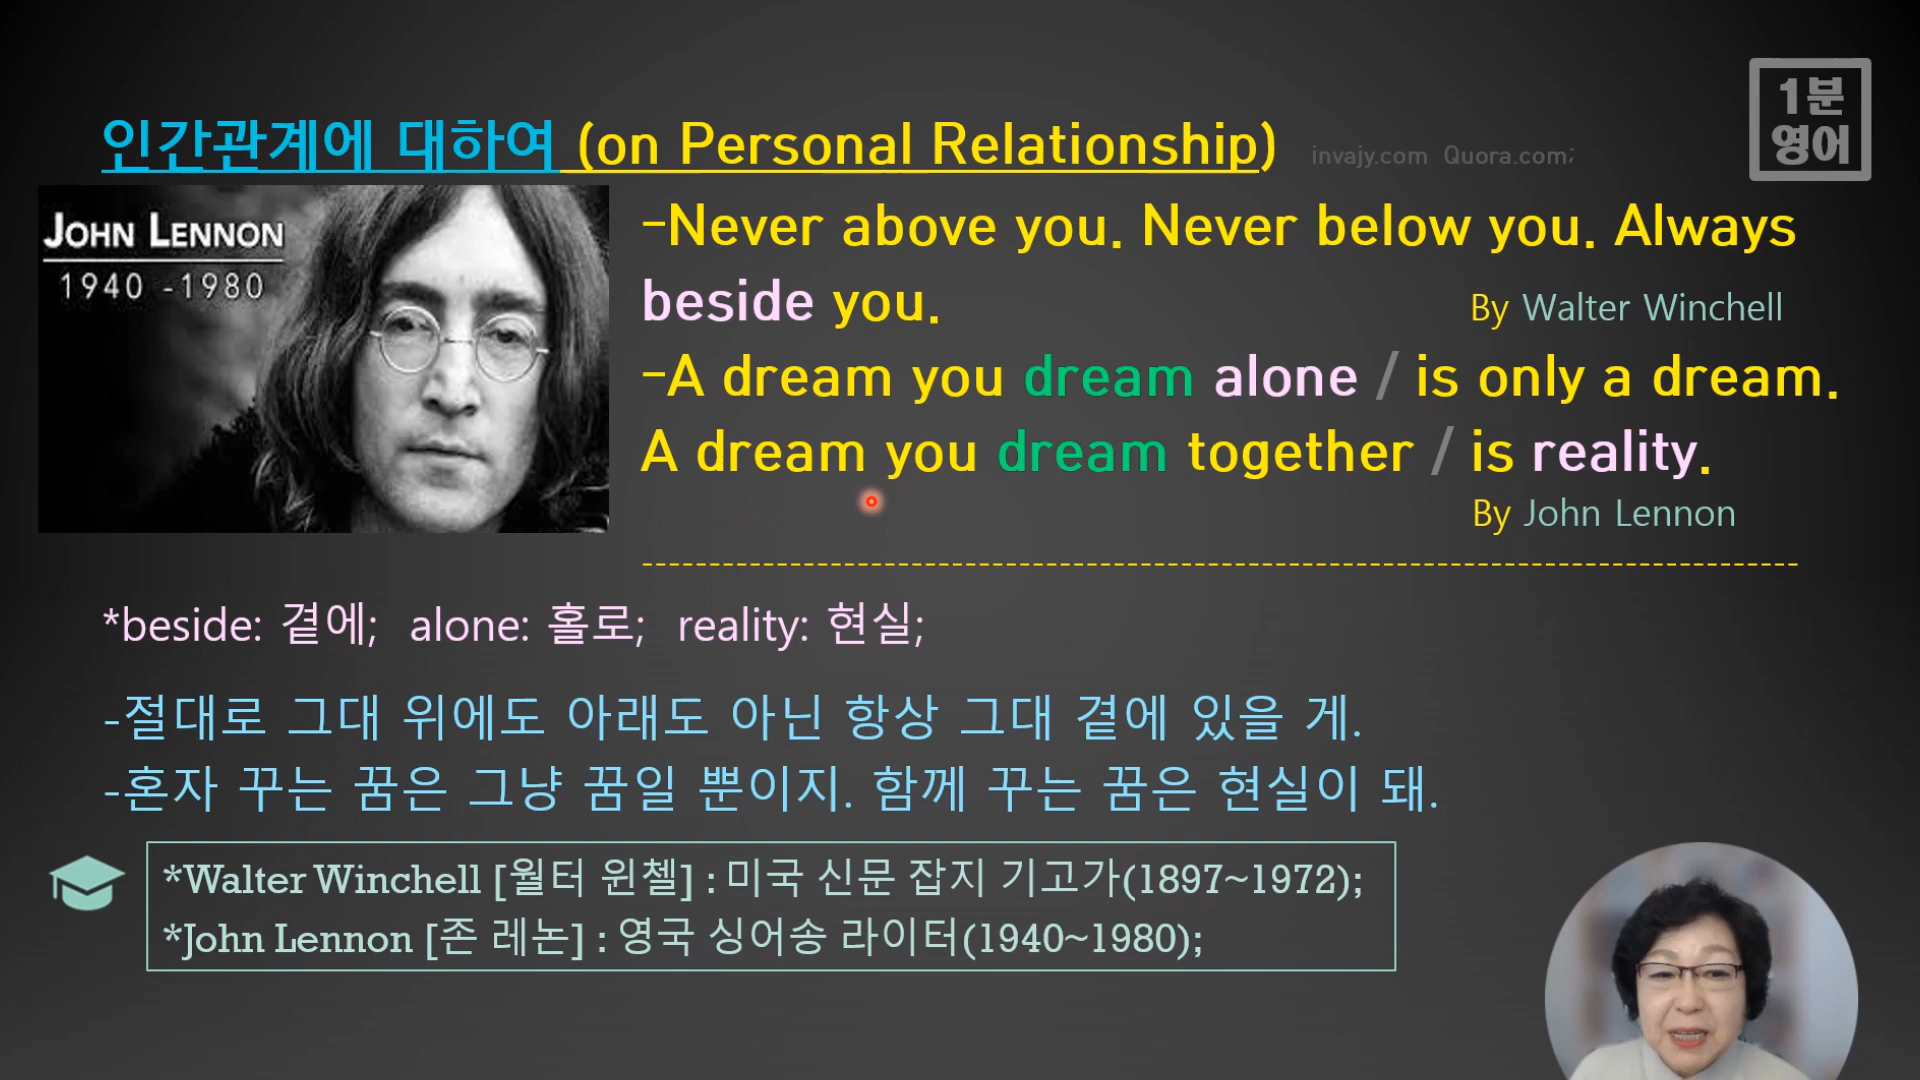 1분
영어
인간관계에 대하여 (on Personal Relationship)
invajy.com Quora.com;
JOHN LENNON
1940 -1980
-Never above you. Never below you. Always
beside you.
By Walter Winchell
-A dream you dream alone / is only a dream.
A dream you dream together / is reality.
By John Lennon
*beside: 곁에; alone: 홀로; reality: 현실;
-절대로 그대 위에도 아래도 아닌 항상 그대 곁에 있을 게.
-혼자 꾸는 꿈은 그냥 꿈일 뿐이지. 함께 꾸는 꿈은 현실이 돼.
*Walter Winchell [월터 윈첼] : 미국 신문 잡지 기고가(1897~1972);
*John Lennon [존 레논] : 영국 싱어송 라이터(1940~1980);